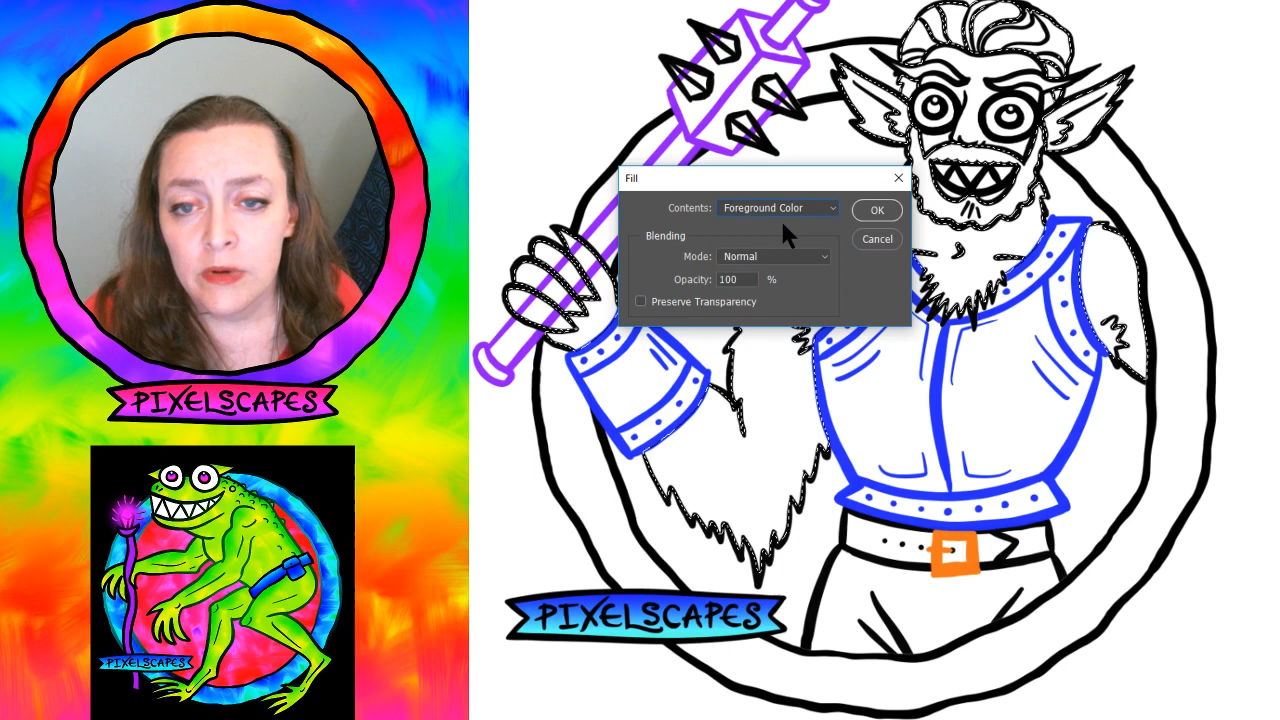 PIXELSCAPES
PIXELSCAPES
Fill
Contents: Foreground Color
OK
Blending
Cancel
Mode: Normal
Opacity: 100 %
Preserve Transparency
PIXELSCAPES